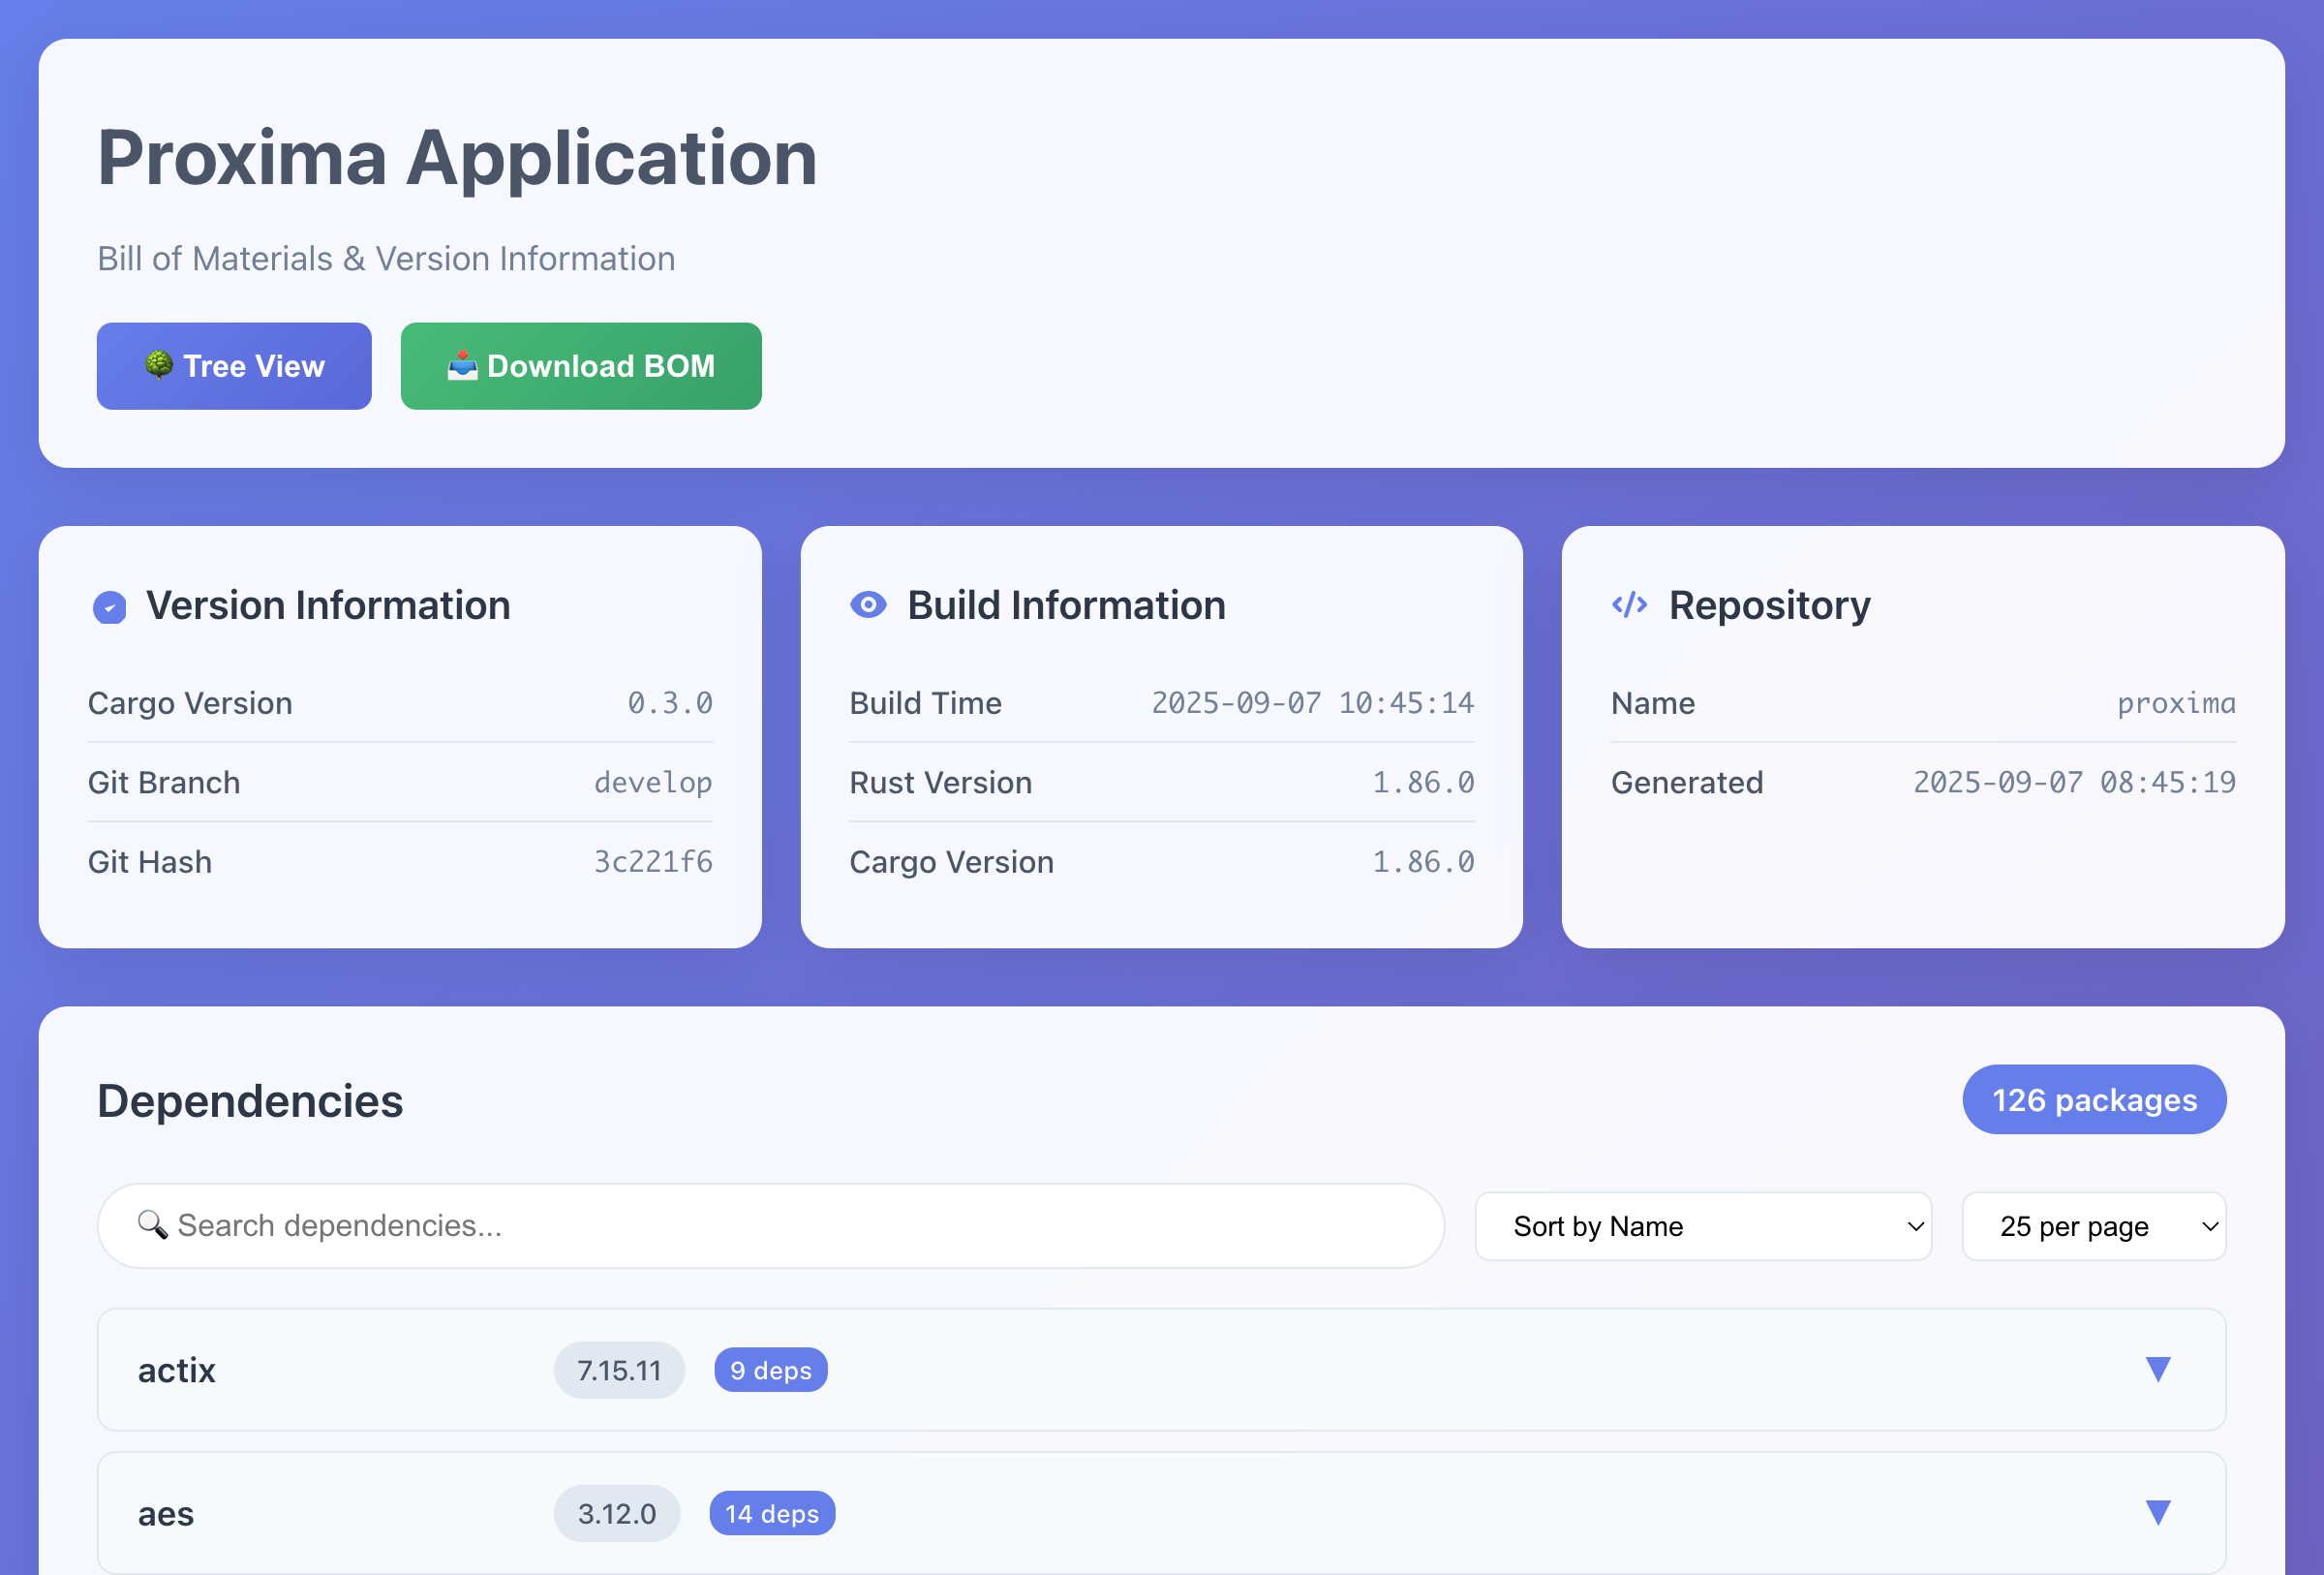 Proxima Application
Bill of Materials & Version Information
🌳 Tree View
📥 Download BOM
Version Information
Cargo Version 0.3.0
Git Branch develop
Git Hash 3c221f6
Build Information
Build Time 2025-09-07 10:45:14
Rust Version 1.86.0
Cargo Version 1.86.0
Repository
Name proxima
Generated 2025-09-07 08:45:19
Dependencies
126 packages
🔍 Search dependencies...
Sort by Name
25 per page
actix 7.15.11 9 deps ▼
aes 3.12.0 14 deps ▼